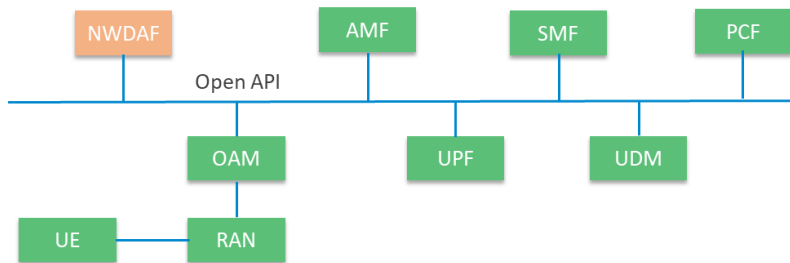 NWDAF
AMF
SMF
PCF
Open API
OAM
UPF
UDM
UE
RAN